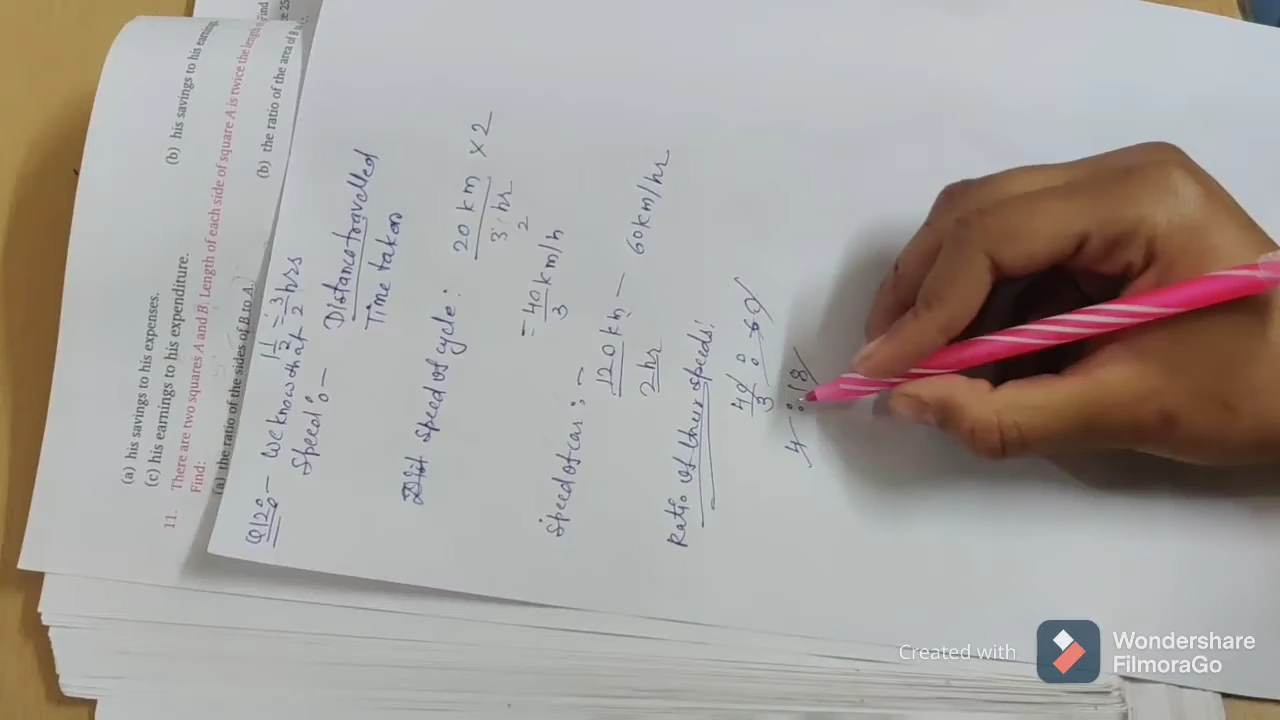 (a) his savings to his expenses.
(b) his savings to his earning
(c) his earnings to his expenditure.
11. There are two squares A and B. Length of each side of square A is twice the length
Find:
(a) the ratio of the sides of B to A.)
(b) the ratio of the area of B
Q12:- We know that 1 1/2 = 3/2 hrs
Speed:- Distance travelled
Time taken
Speed of cycle: 20 km × 2
3 hr
2
= 40 km/h
3
Speed of car:- 120 km - 60 km/hr
2 hr
Ratio of their speeds:
40 : 60
3
4 : 18
Created with
Wondershare
FilmoraGo